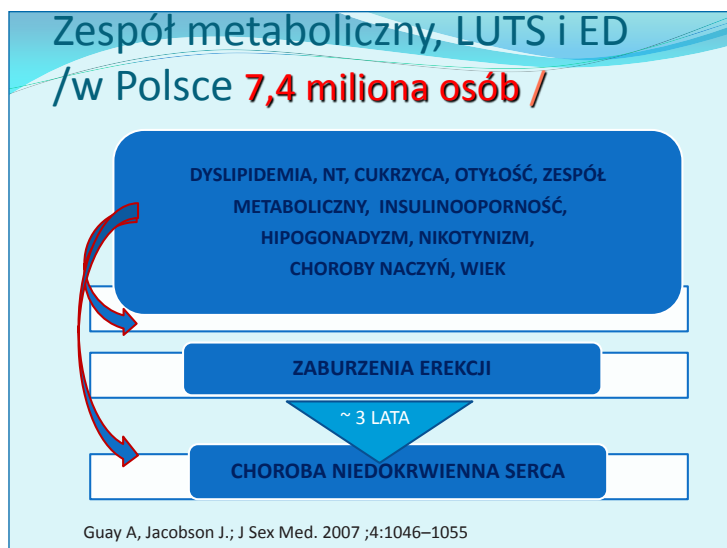 Zespół metaboliczny, LUTS i ED
/w Polsce 7,4 miliona osób /
DYSLIPIDEMIA, NT, CUKRZYCA, OTYŁOŚĆ, ZESPÓŁ
METABOLICZNY, INSULINOOPORNOŚĆ,
HIPOGONADYZM, NIKOTYNIZM,
CHOROBY NACZYŃ, WIEK
ZABURZENIA EREKCJI
~ 3 LATA
CHOROBA NIEDOKRWIENNA SERCA
Guay A, Jacobson J.; J Sex Med. 2007 ;4:1046–1055